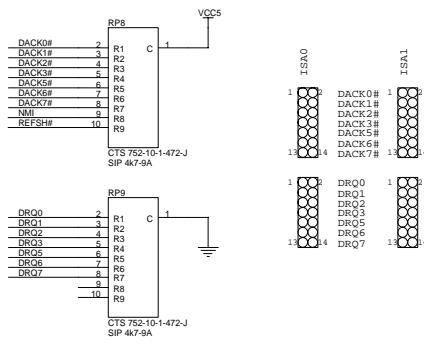 VCC5
RP8
DACK0# 2 R1 C 1
DACK1# 3 R2
DACK2# 4 R3
DACK3# 5 R4
DACK5# 6 R5
DACK6# 7 R6
DACK7# 8 R7
NMI 9 R8
REFSH# 10 R9
CTS 752-10-1-472-J
SIP 4k7-9A
RP9
DRQ0 2 R1 C 1
DRQ1 3 R2
DRQ2 4 R3
DRQ3 5 R4
DRQ5 6 R5
DRQ6 7 R6
DRQ7 8 R7
9 R8
10 R9
CTS 752-10-1-472-J
SIP 4k7-9A
ISA0
ISA1
1 2 DACK0# 1 2
DACK1#
DACK2#
DACK3#
DACK5#
DACK6#
13 14 DACK7# 13 14
1 2 DRQ0 1 2
DRQ1
DRQ2
DRQ3
DRQ5
DRQ6
13 14 DRQ7 13 14